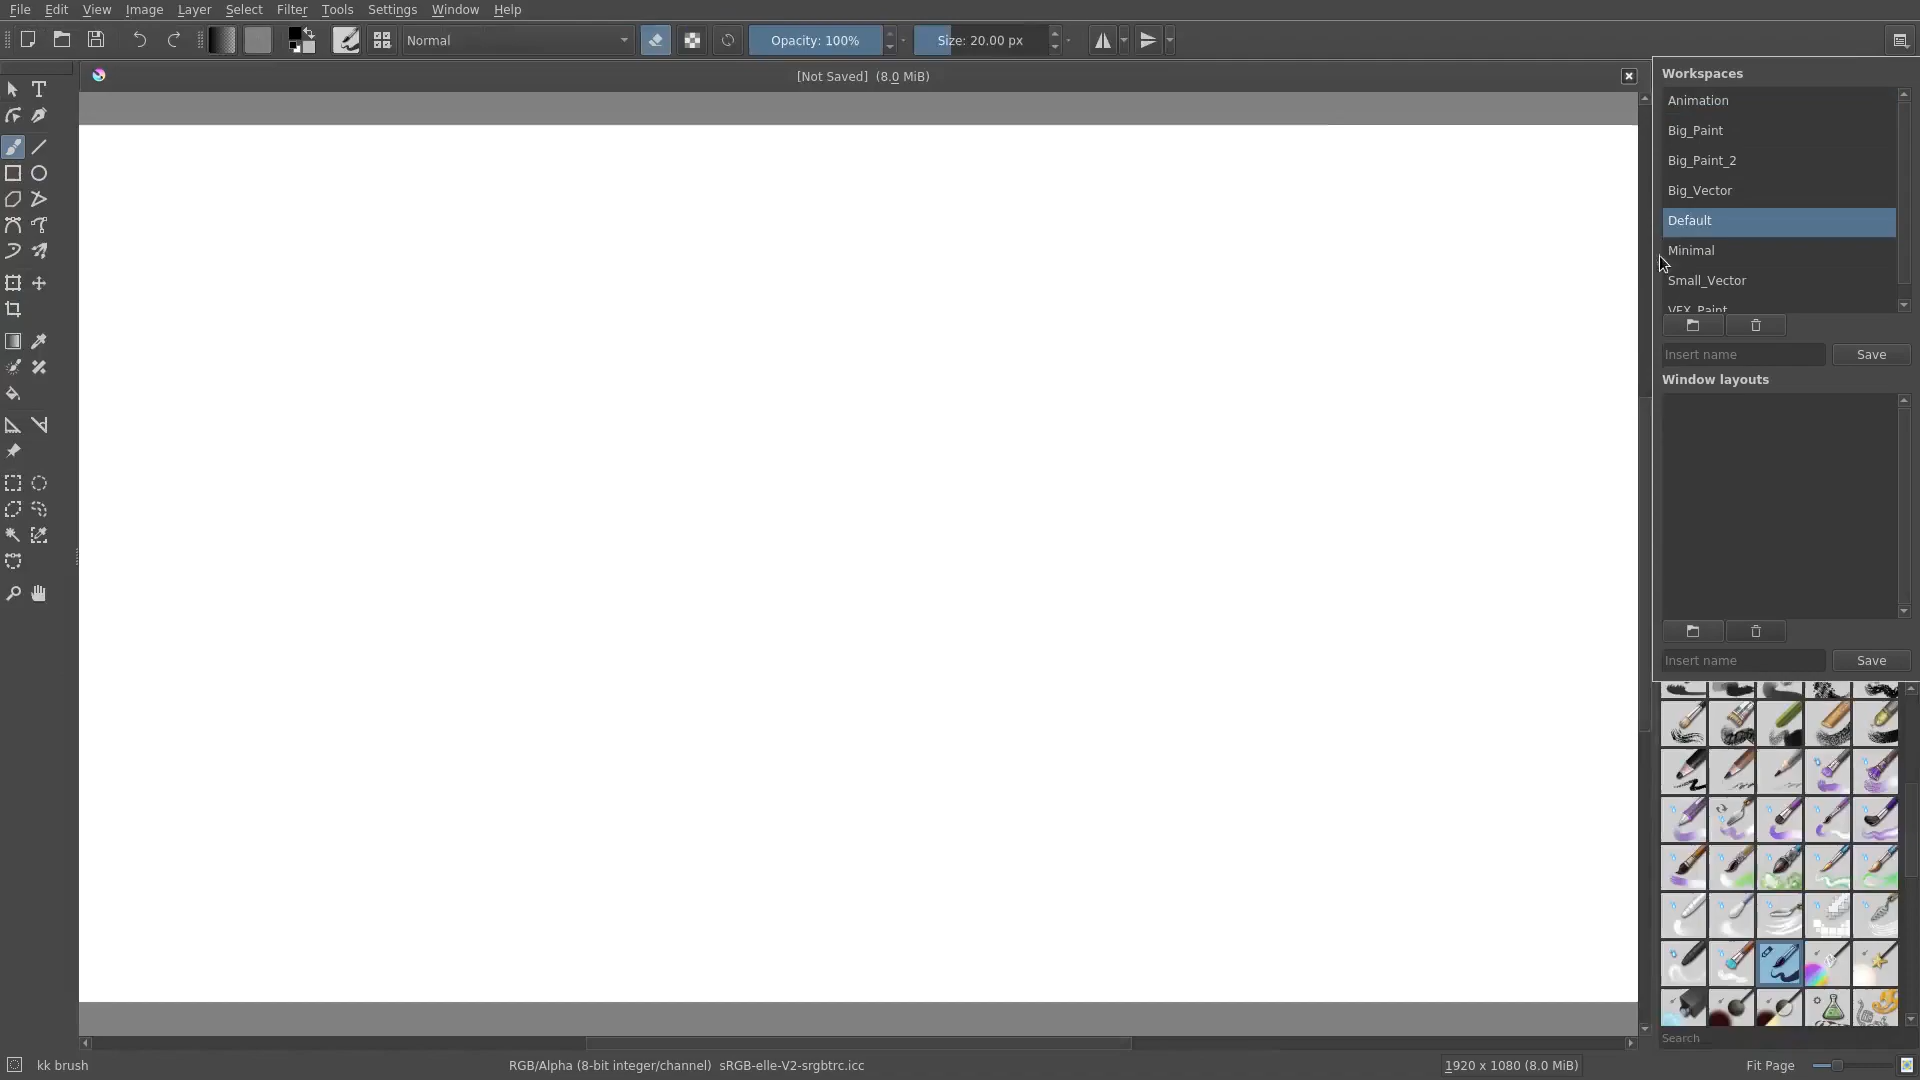 File Edit View Image Layer Select Filter Tools Settings Window Help
Normal Opacity: 100% Size: 20.00 px
[Not Saved] (8.0 MiB)
Workspaces
Animation
Big_Paint
Big_Paint_2
Big_Vector
Default
Minimal
Small_Vector
VFX_Paint
Insert name Save
Window layouts
Insert name Save
Search
kk brush RGB/Alpha (8-bit integer/channel) sRGB-elle-V2-srgbtrc.icc 1920 x 1080 (8.0 MiB) Fit Page